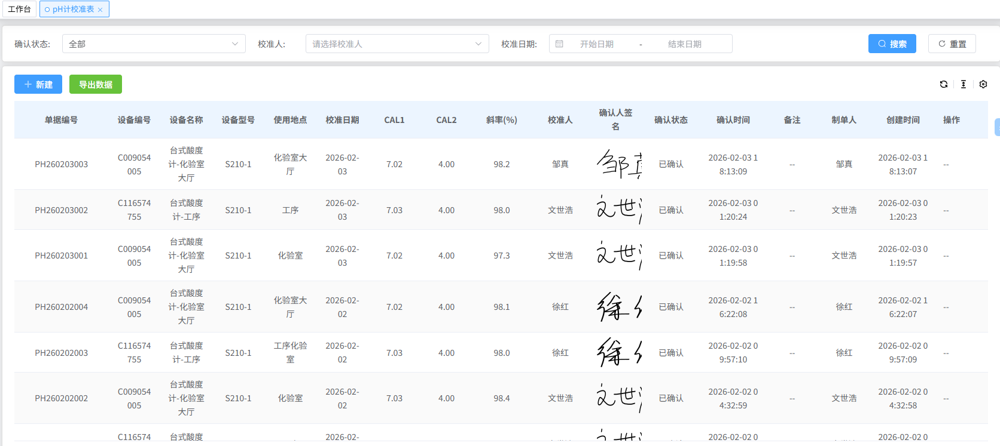 工作台 pH计校准表
确认状态: 全部 校准人: 请选择校准人 校准日期: 开始日期 - 结束日期 搜索 重置
新建 导出数据
单据编号 设备编号 设备名称 设备型号 使用地点 校准日期 CAL1 CAL2 斜率(%) 校准人 确认人签名 确认状态 确认时间 备注 制单人 创建时间 操作
PH260203003 C009054005 台式酸度计-化验室大厅 S210-1 化验室大厅 2026-02-03 7.02 4.00 98.2 邹真 邹真 已确认 2026-02-03 18:13:09 -- 邹真 2026-02-03 18:13:07 --
PH260203002 C116574755 台式酸度计-工序 S210-1 工序 2026-02-03 7.03 4.00 98.0 文世浩 文世 已确认 2026-02-03 01:20:24 -- 文世浩 2026-02-03 01:20:23 --
PH260203001 C009054005 台式酸度计-化验室大厅 S210-1 化验室 2026-02-03 7.02 4.00 97.3 文世浩 文世 已确认 2026-02-03 01:19:58 -- 文世浩 2026-02-03 01:19:57 --
PH260202004 C009054005 台式酸度计-化验室大厅 S210-1 化验室大厅 2026-02-02 7.02 4.00 98.1 徐红 徐 已确认 2026-02-02 16:22:08 -- 徐红 2026-02-02 16:22:07 --
PH260202003 C116574755 台式酸度计-工序 S210-1 工序化验室 2026-02-02 7.03 4.00 98.0 徐红 徐 已确认 2026-02-02 09:57:10 -- 徐红 2026-02-02 09:57:09 --
PH260202002 C009054005 台式酸度计-化验室大厅 S210-1 化验室 2026-02-02 7.03 4.00 98.4 文世浩 文世 已确认 2026-02-02 04:32:59 -- 文世浩 2026-02-02 04:32:58 --
C116574 台式酸度 2026-02- 2026-02-02 0 2026-02-02 0